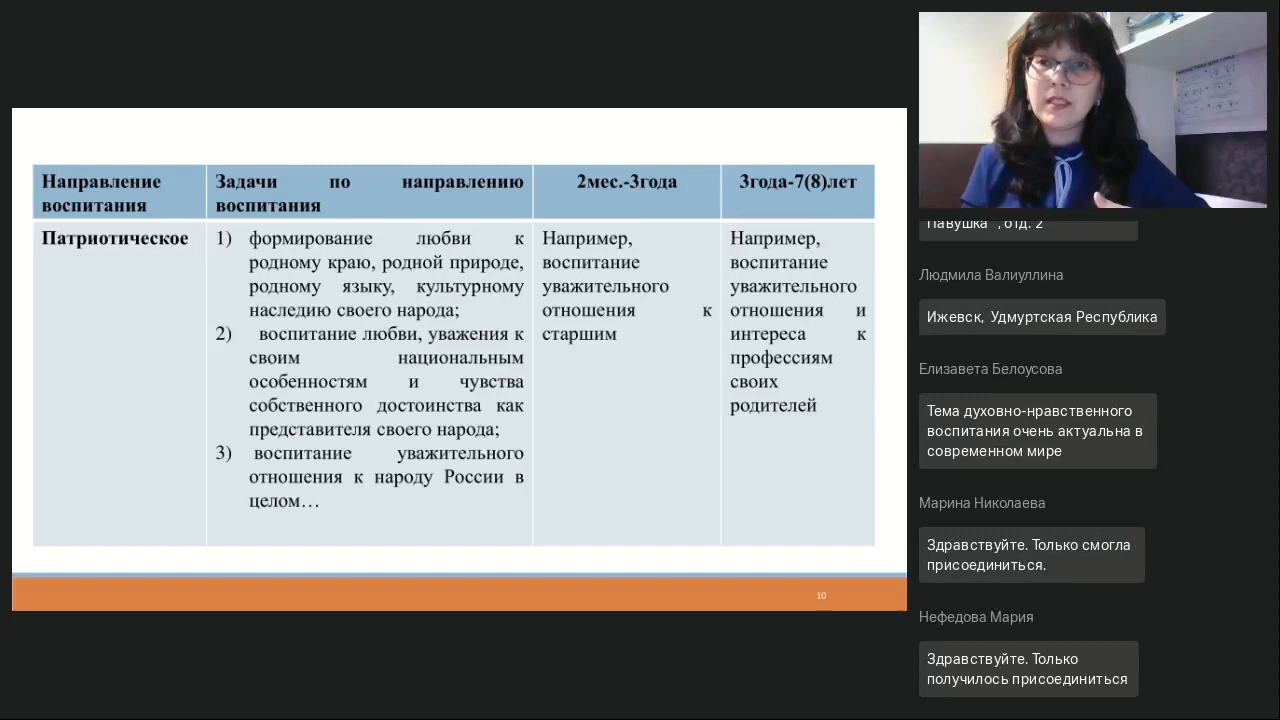 Направление
воспитания
Задачи по направлению
воспитания
2мес.-3года
3года-7(8)лет
Патриотическое
1) формирование любви к
родному краю, родной природе,
родному языку, культурному
наследию своего народа;
2) воспитание любви, уважения к
своим национальным
особенностям и чувства
собственного достоинства как
представителя своего народа;
3) воспитание уважительного
отношения к народу России в
целом…
Например,
воспитание
уважительного
отношения к
старшим
Например,
воспитание
уважительного
отношения и
интереса к
профессиям
своих
родителей
10
, отд. 2
Людмила Валиуллина
Ижевск, Удмуртская Республика
Елизавета Белоусова
Тема духовно-нравственного
воспитания очень актуальна в
современном мире
Марина Николаева
Здравствуйте. Только смогла
присоединиться.
Нефедова Мария
Здравствуйте. Только
получилось присоединиться